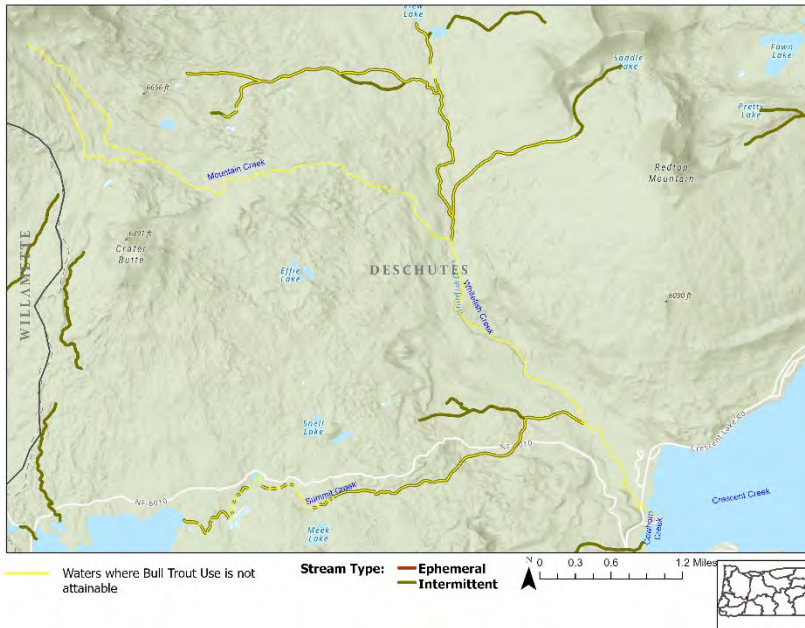 View
Lake
Saddle
Lake
Fawn
Lake
6656 ft
Pretty
Lake
Mountain Creek
Redtop
Mountain
WILLAMETTE
6891 ft
Crater
Butte
Effie
Lake
DESCHUTES
Whitefish Creek
6030 ft
Snell
Lake
NF-6010
Crescent Lake Rd
NF-6010
Summit Creek
Crescent Creek
Meek
Lake
Cowhorn
Creek
Waters where Bull Trout Use is not
attainable
Stream Type:
Ephemeral
Intermittent
N
0 0.3 0.6 1.2 Miles